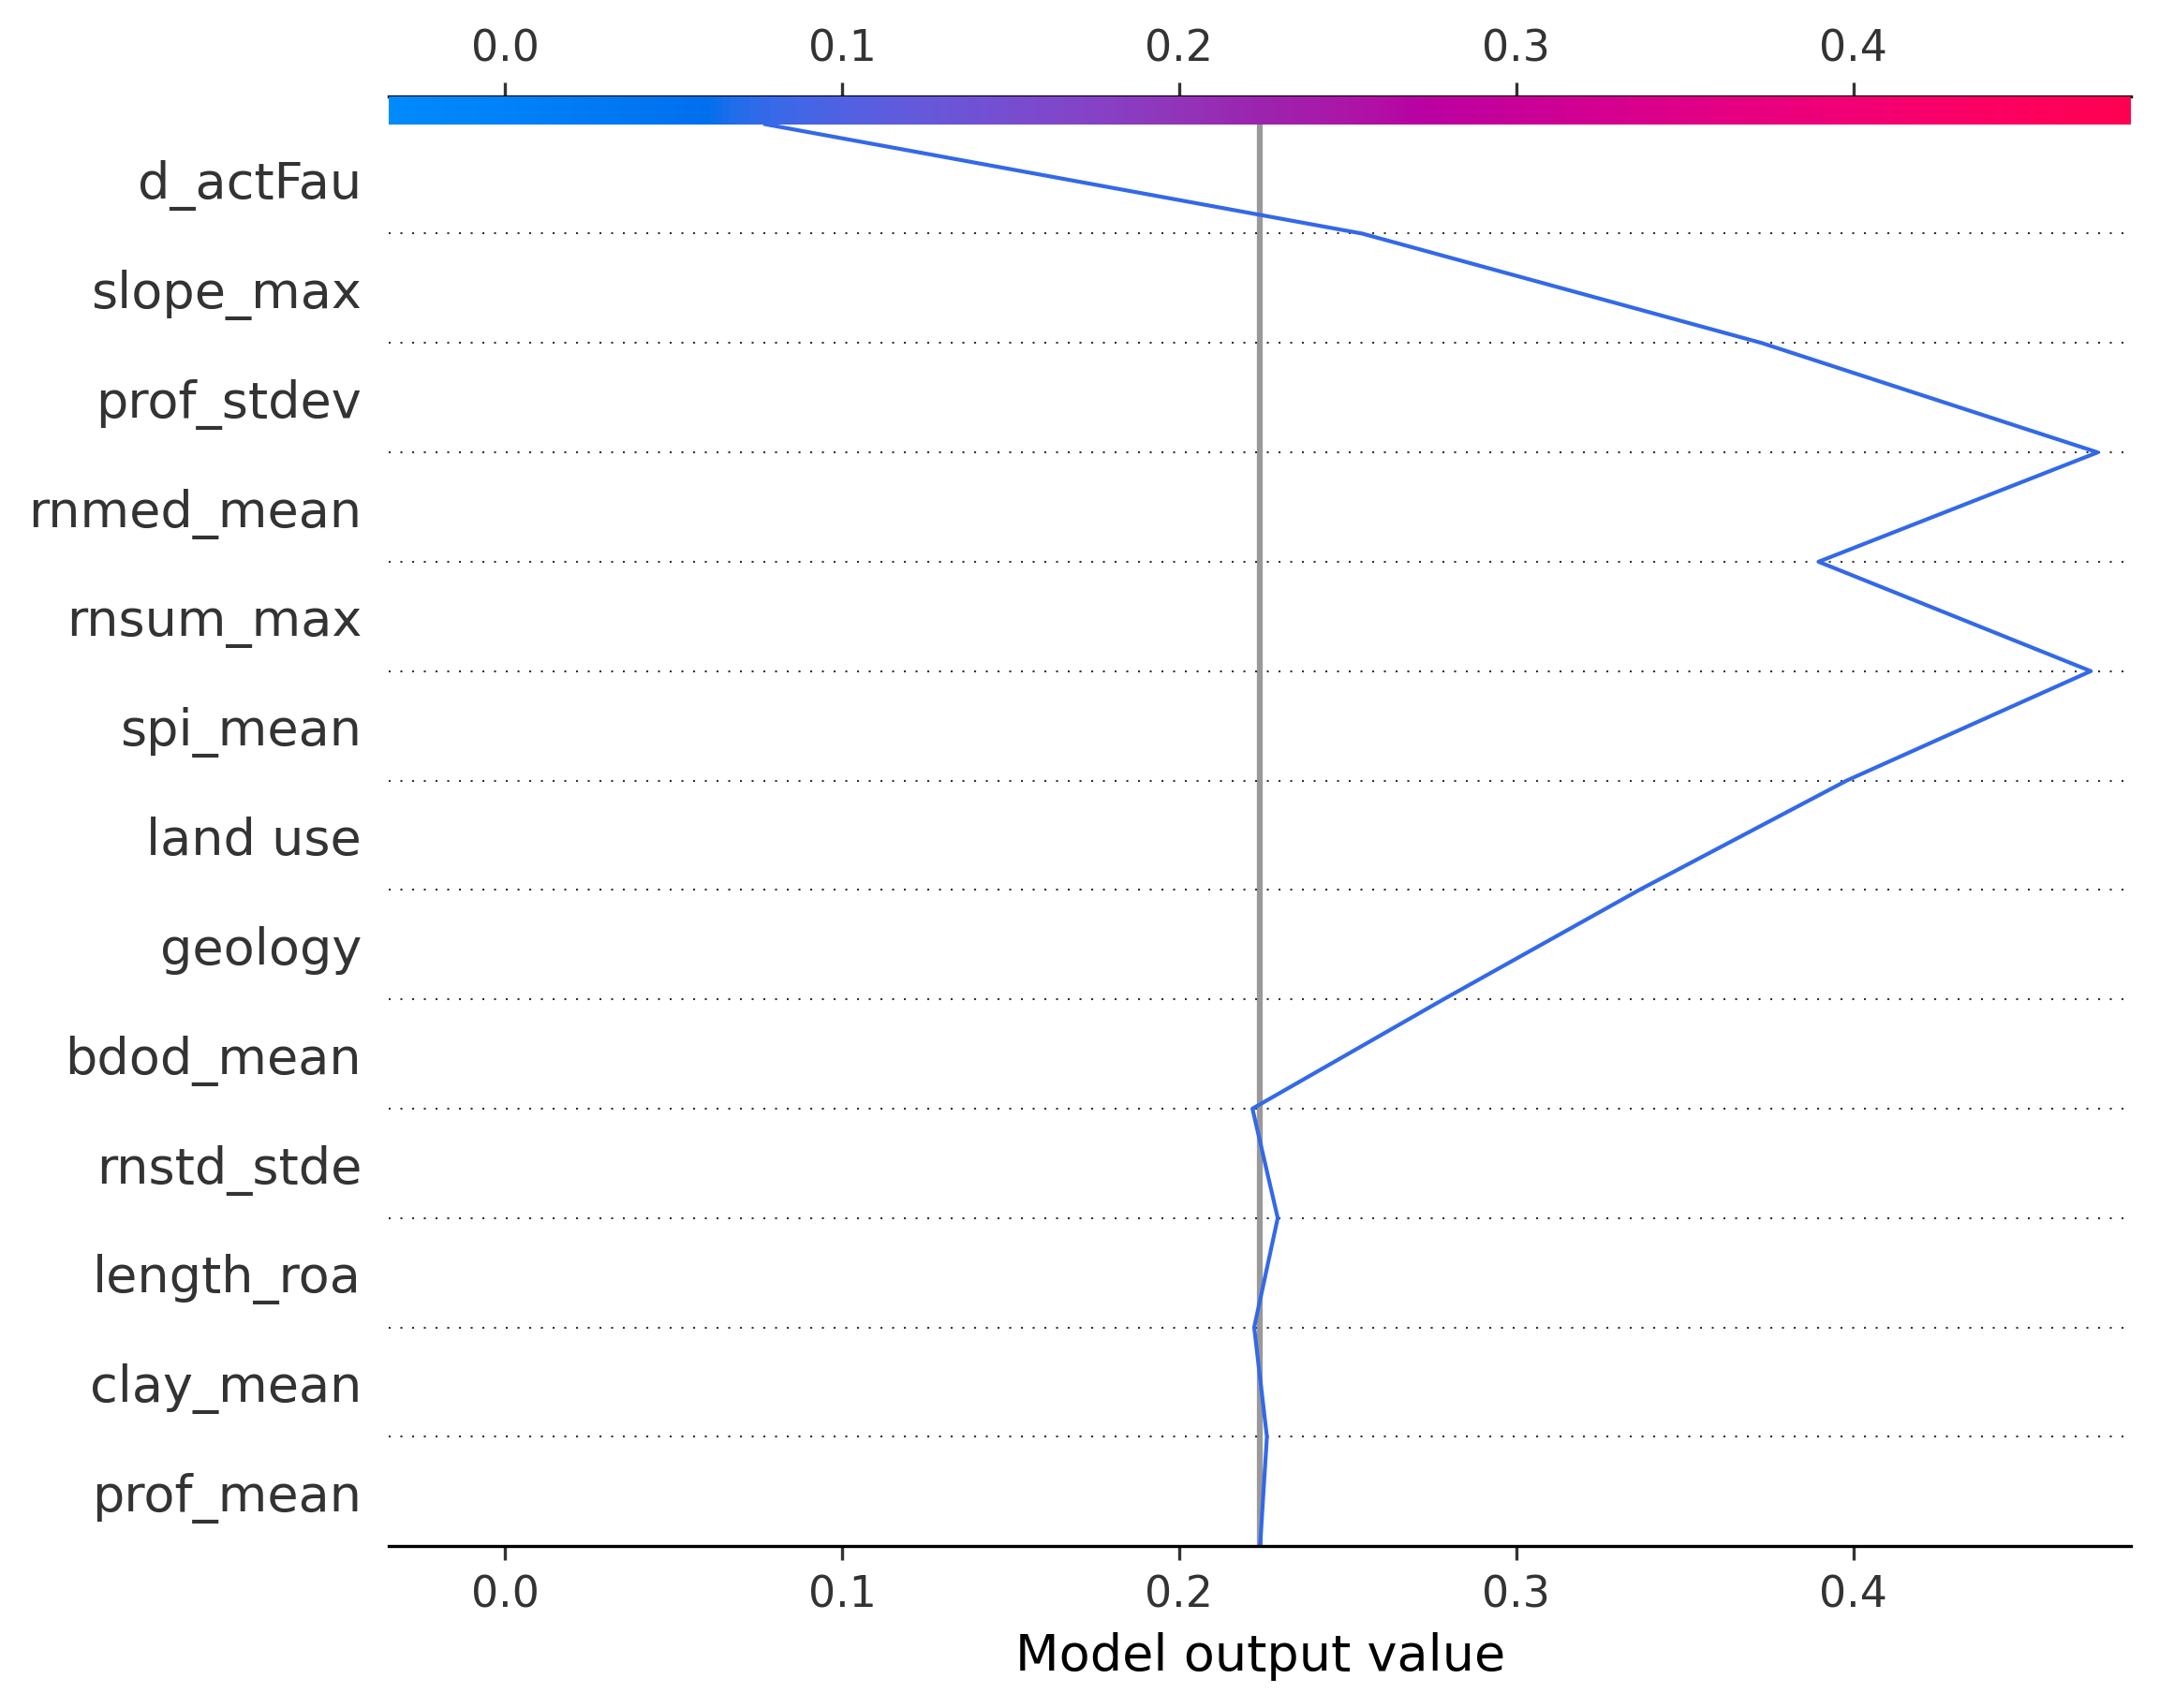 0.0 0.1 0.2 0.3 0.4
d_actFau
slope_max
prof_stdev
rnmed_mean
rnsum_max
spi_mean
land use
geology
bdod_mean
rnstd_stde
length_roa
clay_mean
prof_mean
0.0 0.1 0.2 0.3 0.4
Model output value